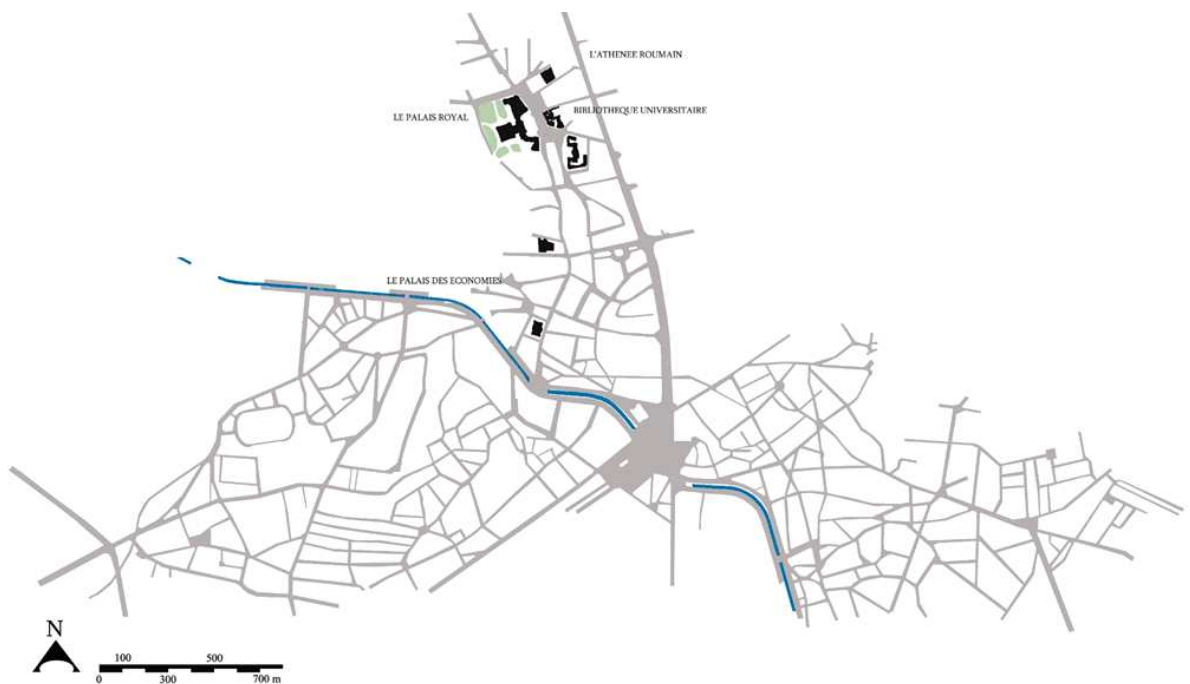 L'ATHENEE ROUMAIN
BIBLIOTHEQUE UNIVERSITAIRE
LE PALAIS ROYAL
LE PALAIS DES ECONOMIES
N
100 500
0 300 700 m